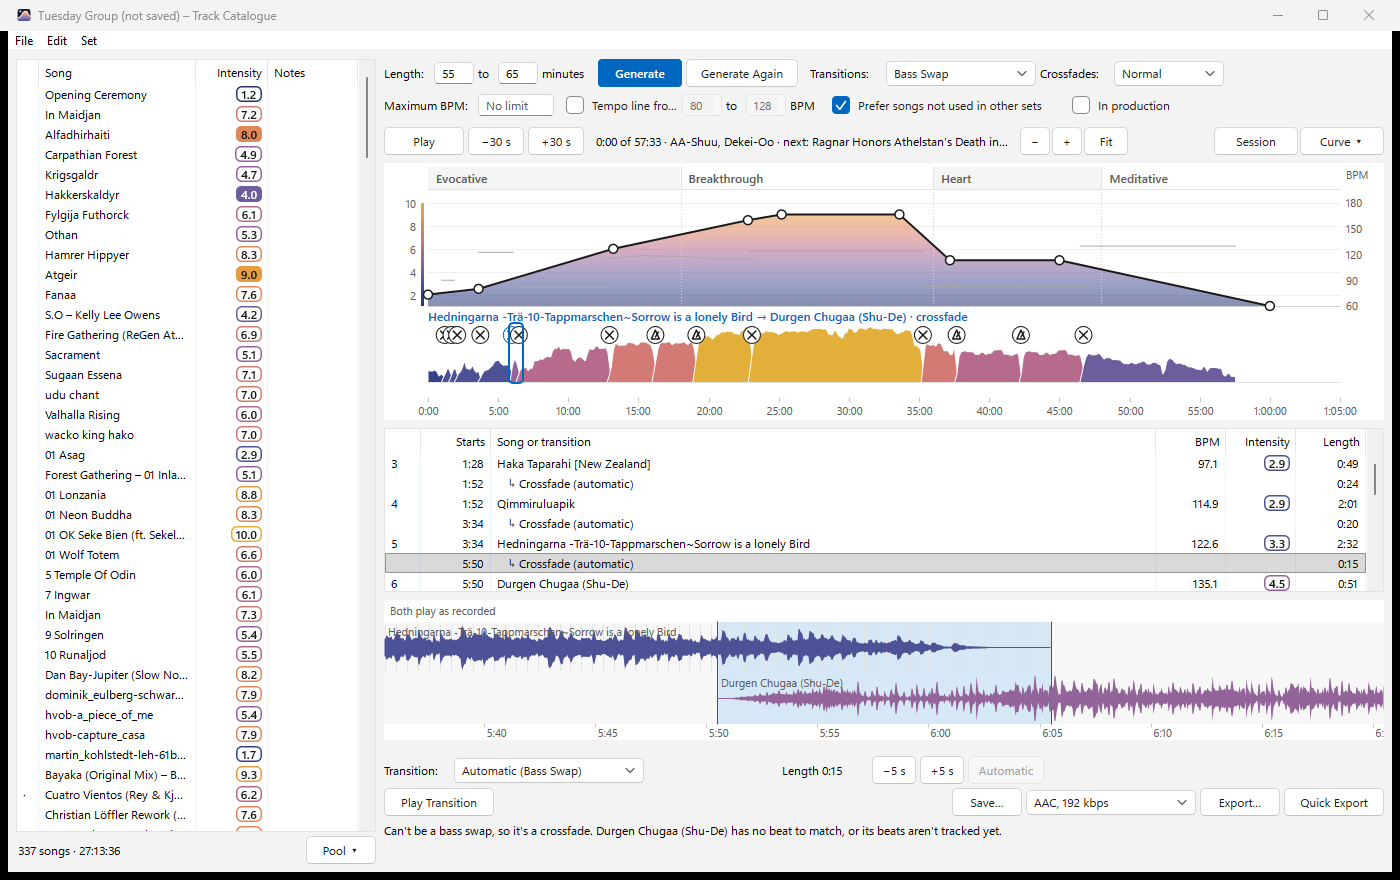 Tuesday Group (not saved) – Track Catalogue
File Edit Set
Song Intensity Notes
Opening Ceremony 1.2
In Maidjan 7.2
Alfadhirhaiti 8.0
Carpathian Forest 4.9
Krigsgaldr 4.7
Hakkerskaldyr 4.0
Fylgija Futhorck 6.1
Othan 5.3
Hamrer Hippyer 8.3
Atgeir 9.0
Fanaa 7.6
S.O – Kelly Lee Owens 4.2
Fire Gathering (ReGen At... 6.9
Sacrament 5.1
Sugaan Essena 7.1
udu chant 7.0
Valhalla Rising 6.0
wacko king hako 7.0
01 Asag 2.9
Forest Gathering – 01 Inla... 5.1
01 Lonzania 8.8
01 Neon Buddha 8.3
01 OK Seke Bien (ft. Sekel... 10.0
01 Wolf Totem 6.6
5 Temple Of Odin 6.0
7 Ingwar 6.1
In Maidjan 7.3
9 Solringen 5.4
10 Runaljod 5.5
Dan Bay-Jupiter (Slow No... 8.2
dominik_eulberg-schwar... 7.9
hvob-a_piece_of_me 5.4
hvob-capture_casa 7.9
martin_kohlstedt-leh-61b... 1.7
Bayaka (Original Mix) – B... 9.3
Cuatro Vientos (Rey & Kj... 6.2
Christian Löffler Rework (... 7.6
337 songs · 27:13:36 Pool
Length: 55 to 65 minutes Generate Generate Again Transitions: Bass Swap Crossfades: Normal
Maximum BPM: No limit Tempo line fro... 80 to 128 BPM Prefer songs not used in other sets In production
Play −30 s +30 s 0:00 of 57:33 · AA-Shuu, Dekei-Oo · next: Ragnar Honors Athelstan's Death in... − + Fit Session Curve
Evocative Breakthrough Heart Meditative BPM
10 180
8 150
6 120
4 90
2 60
Hedningarna -Trä-10-Tappmarschen~Sorrow is a lonely Bird → Durgen Chugaa (Shu-De) · crossfade
0:00 5:00 10:00 15:00 20:00 25:00 30:00 35:00 40:00 45:00 50:00 55:00 1:00:00 1:05:00
Starts Song or transition BPM Intensity Length
3 1:28 Haka Taparahi [New Zealand] 97.1 2.9 0:49
1:52 ↳ Crossfade (automatic) 0:24
4 1:52 Qimmiruluapik 114.9 2.9 2:01
3:34 ↳ Crossfade (automatic) 0:20
5 3:34 Hedningarna -Trä-10-Tappmarschen~Sorrow is a lonely Bird 122.6 3.3 2:32
5:50 ↳ Crossfade (automatic) 0:15
6 5:50 Durgen Chugaa (Shu-De) 135.1 4.5 0:51
Both play as recorded
Hedningarna -Trä-10-Tappmarschen~Sorrow is a lonely Bird
Durgen Chugaa (Shu-De)
5:40 5:45 5:50 5:55 6:00 6:05 6:10 6:15 6:
Transition: Automatic (Bass Swap) Length 0:15 −5 s +5 s Automatic
Play Transition Save... AAC, 192 kbps Export... Quick Export
Can't be a bass swap, so it's a crossfade. Durgen Chugaa (Shu-De) has no beat to match, or its beats aren't tracked yet.